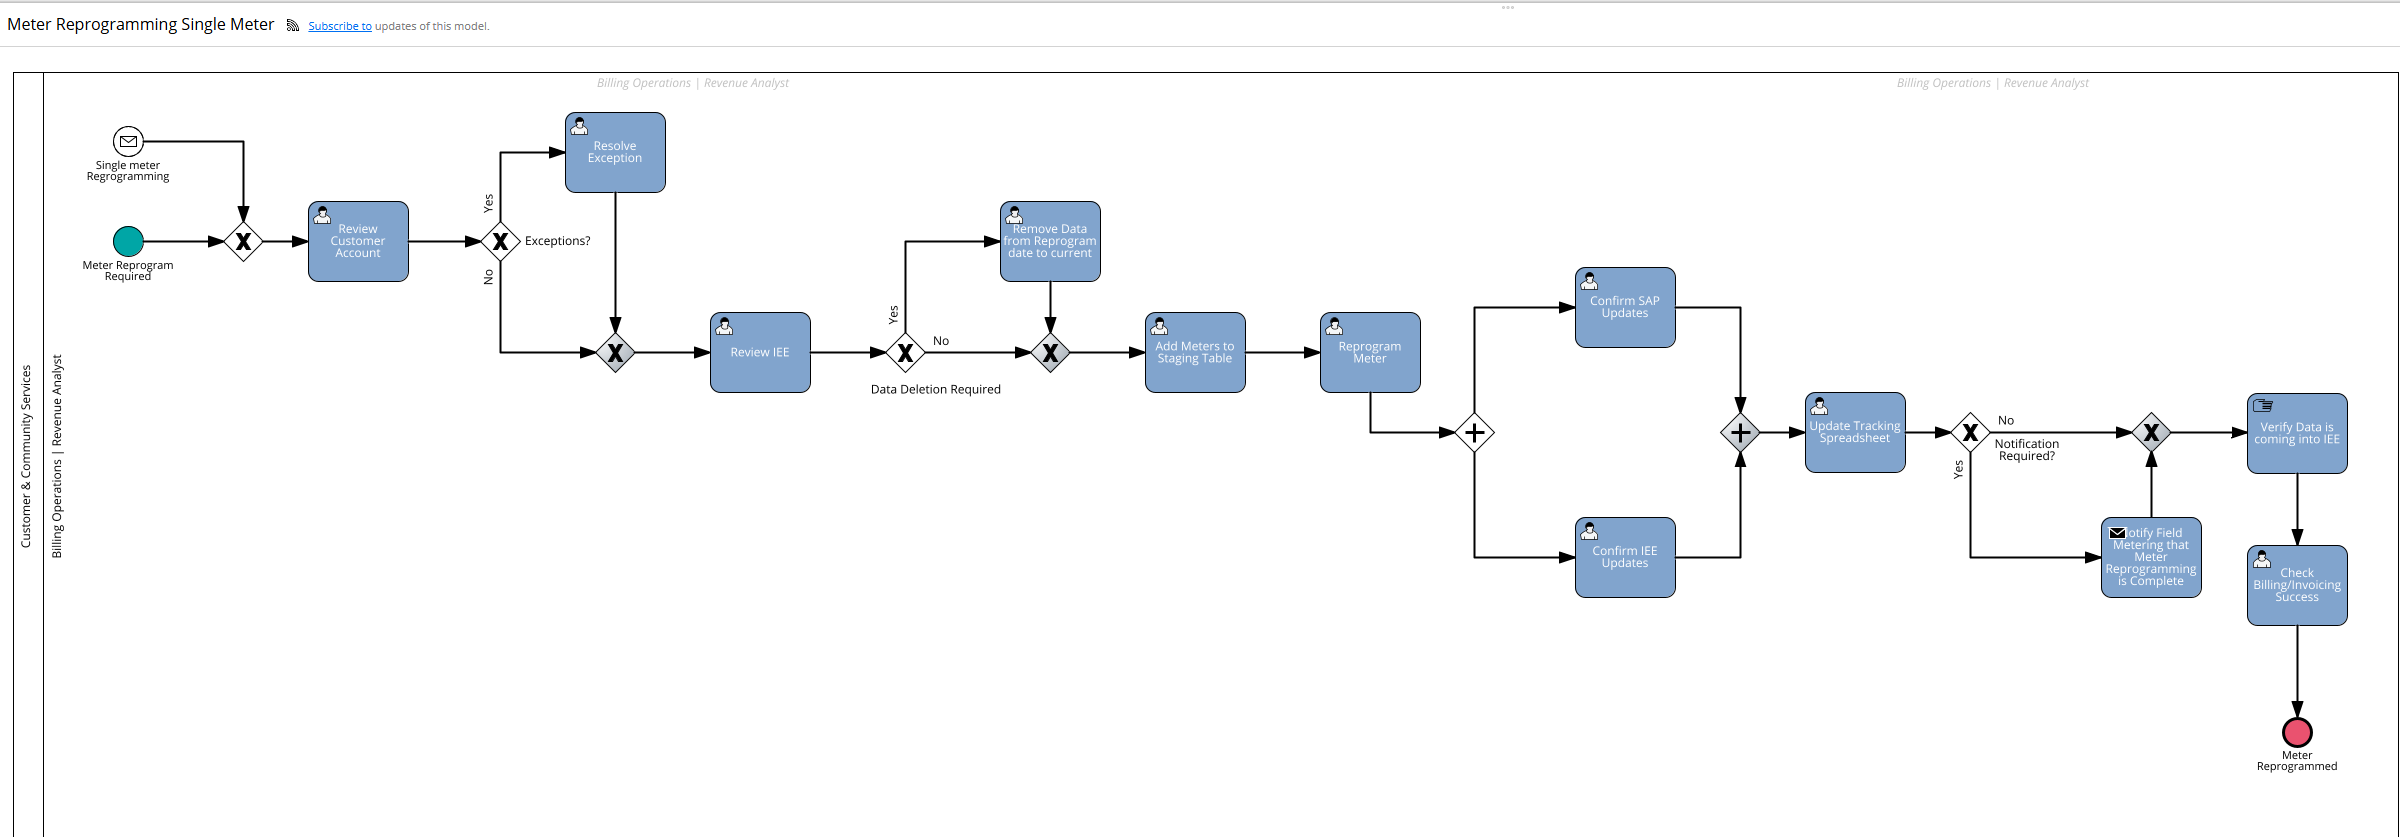 Meter Reprogramming Single Meter
Subscribe to updates of this model.
Billing Operations | Revenue Analyst
Billing Operations | Revenue Analyst
Customer & Community Services
Billing Operations | Revenue Analyst
Single meter
Regrogramming
Meter Reprogram
Required
Review
Customer
Account
Exceptions?
Yes
No
Resolve
Exception
Review IEE
Data Deletion Required
Yes
No
Remove Data
from Reprogram
date to current
Add Meters to
Staging Table
Reprogram
Meter
Confirm SAP
Updates
Confirm IEE
Updates
Update Tracking
Spreadsheet
No
Notification
Required?
Yes
otify Field
Metering that
Meter
Reprogramming
is Complete
Verify Data is
coming into IEE
Check
Billing/Invoicing
Success
Meter
Reprogrammed